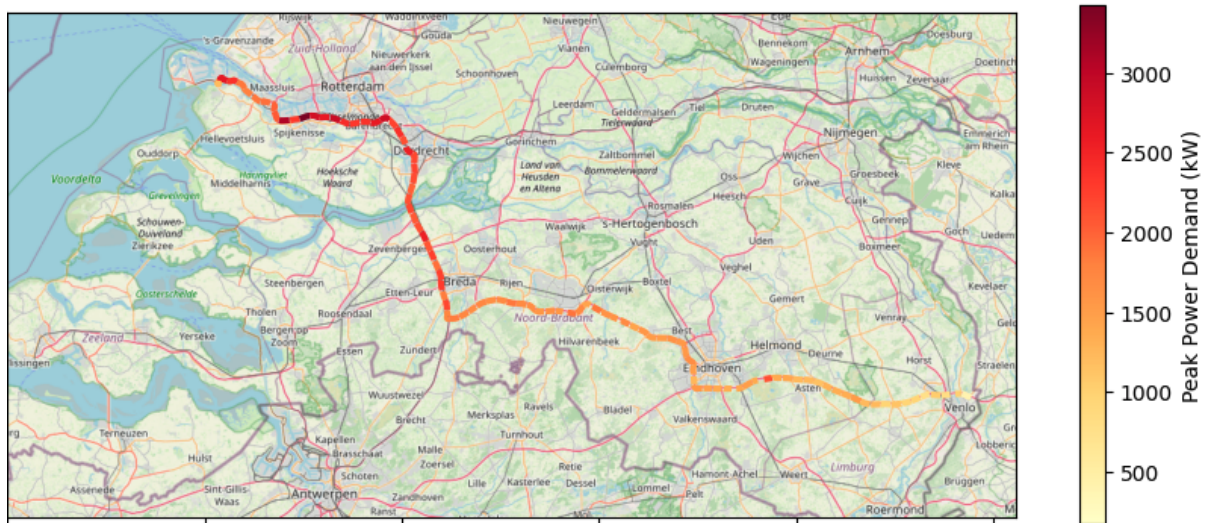 Rijswijk
Waddinxveen
Nieuwegein
Ede
's-Gravenzande
Zuid-Holland
Gouda
Vianen
Bennekom
Arnhem
Doesburg
Nieuwerkerk
aan den IJssel
Culemborg
Wageningen
Maassluis
Rotterdam
Schoonhoven
Huissen
Zevenaar
Doetinch
Leerdam
Geldermalsen
Tiel
Druten
Tielerwaard
Hellevoetsluis
Spijkenisse
Gorinchem
Nijmegen
Emmerich
am Rhein
Ouddorp
Dordrecht
Zaltbommel
Wijchen
Voordelta
Haringvliet
Middelharnis
Hoeksche
Waard
Land van
Heusden
en Altena
Bommelerwaard
Oss
Groesbeek
Kleve
Grevelingen
Heesch
Grave
Kalka
Rosmalen
Cuijk
Schouwen-
Duiveland
Zierikzee
Waalwijk
's-Hertogenbosch
Gennep
Goch
Uedem
Zevenbergen
Oosterhout
Vught
Uden
Boxmeer
Steenbergen
Breda
Rijen
Oisterwijk
Boxtel
Veghel
Kevelaer
Oosterschelde
Etten-Leur
Gemert
Tholen
Roosendaal
Noord-Brabant
Venray
Geld
Zeeland
Yerseke
Bergen op
Zoom
Best
Hilvarenbeek
Helmond
lissingen
Essen
Zundert
Deurne
Horst
Straelen
Eindhoven
Wuustwezel
Asten
Brecht
Merksplas
Ravels
Bladel
Valkenswaard
Venlo
Terneuzen
Kapellen
Turnhout
Brasschaat
Malle
Lobberic
Hulst
Zoersel
Retie
Hamont-Achel
Weert
Limburg
Schoten
Lille
Kasterlee
Dessel
Brüggen
Assenede
Sint-Gillis-
Waas
Antwerpen
Zandhoven
Lommel
Pelt
Roermond
Ranst
3000
2500
2000
1500
1000
500
Peak Power Demand (kW)